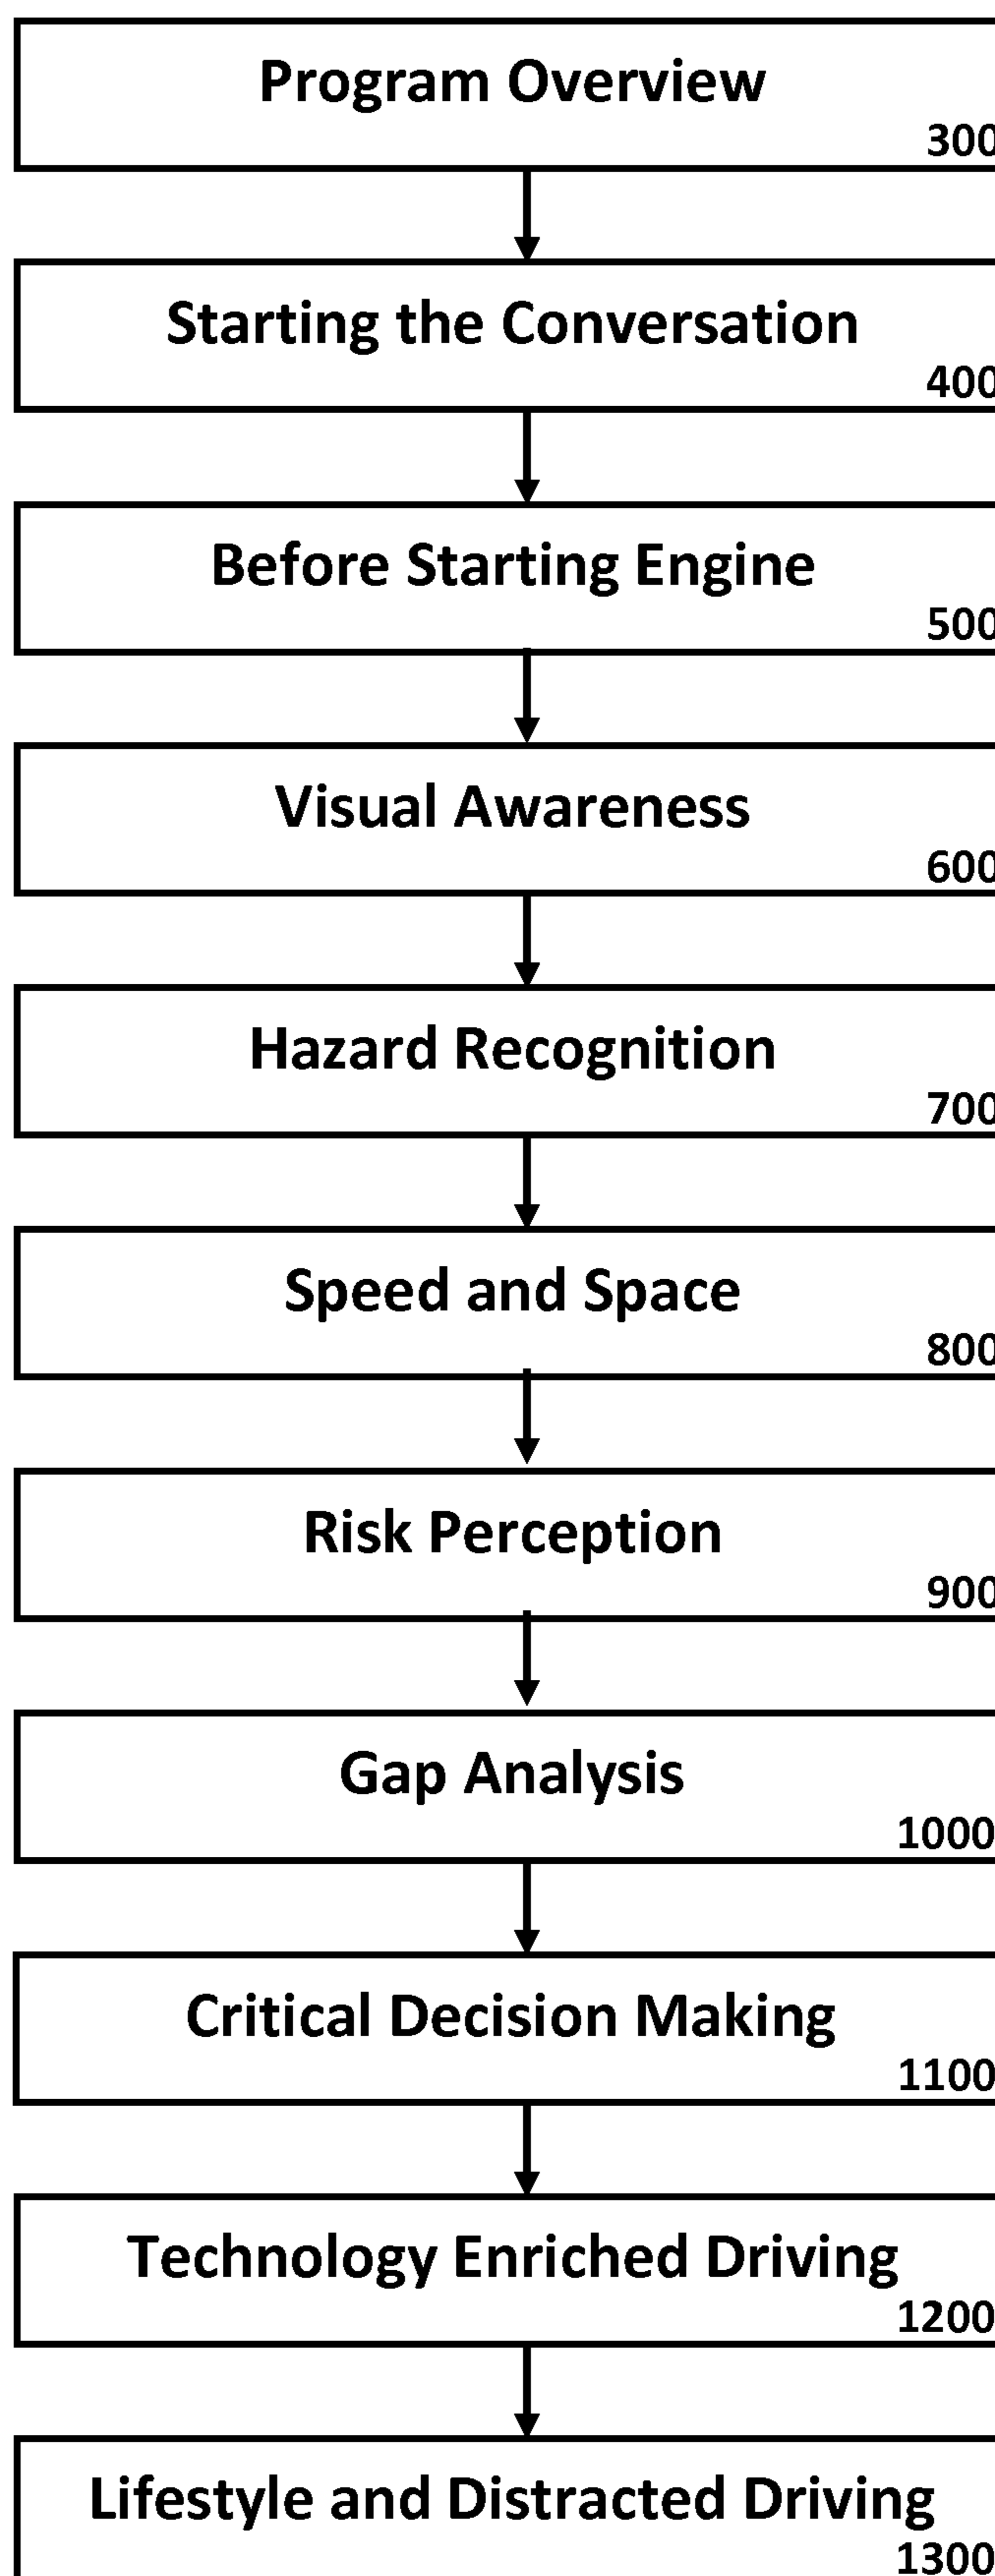 Program Overview
300
Starting the Conversation
400
Before Starting Engine
500
Visual Awareness
600
Hazard Recognition
700
Speed and Space
800
Risk Perception
900
Gap Analysis
1000
Critical Decision Making
1100
Technology Enriched Driving
1200
Lifestyle and Distracted Driving
1300